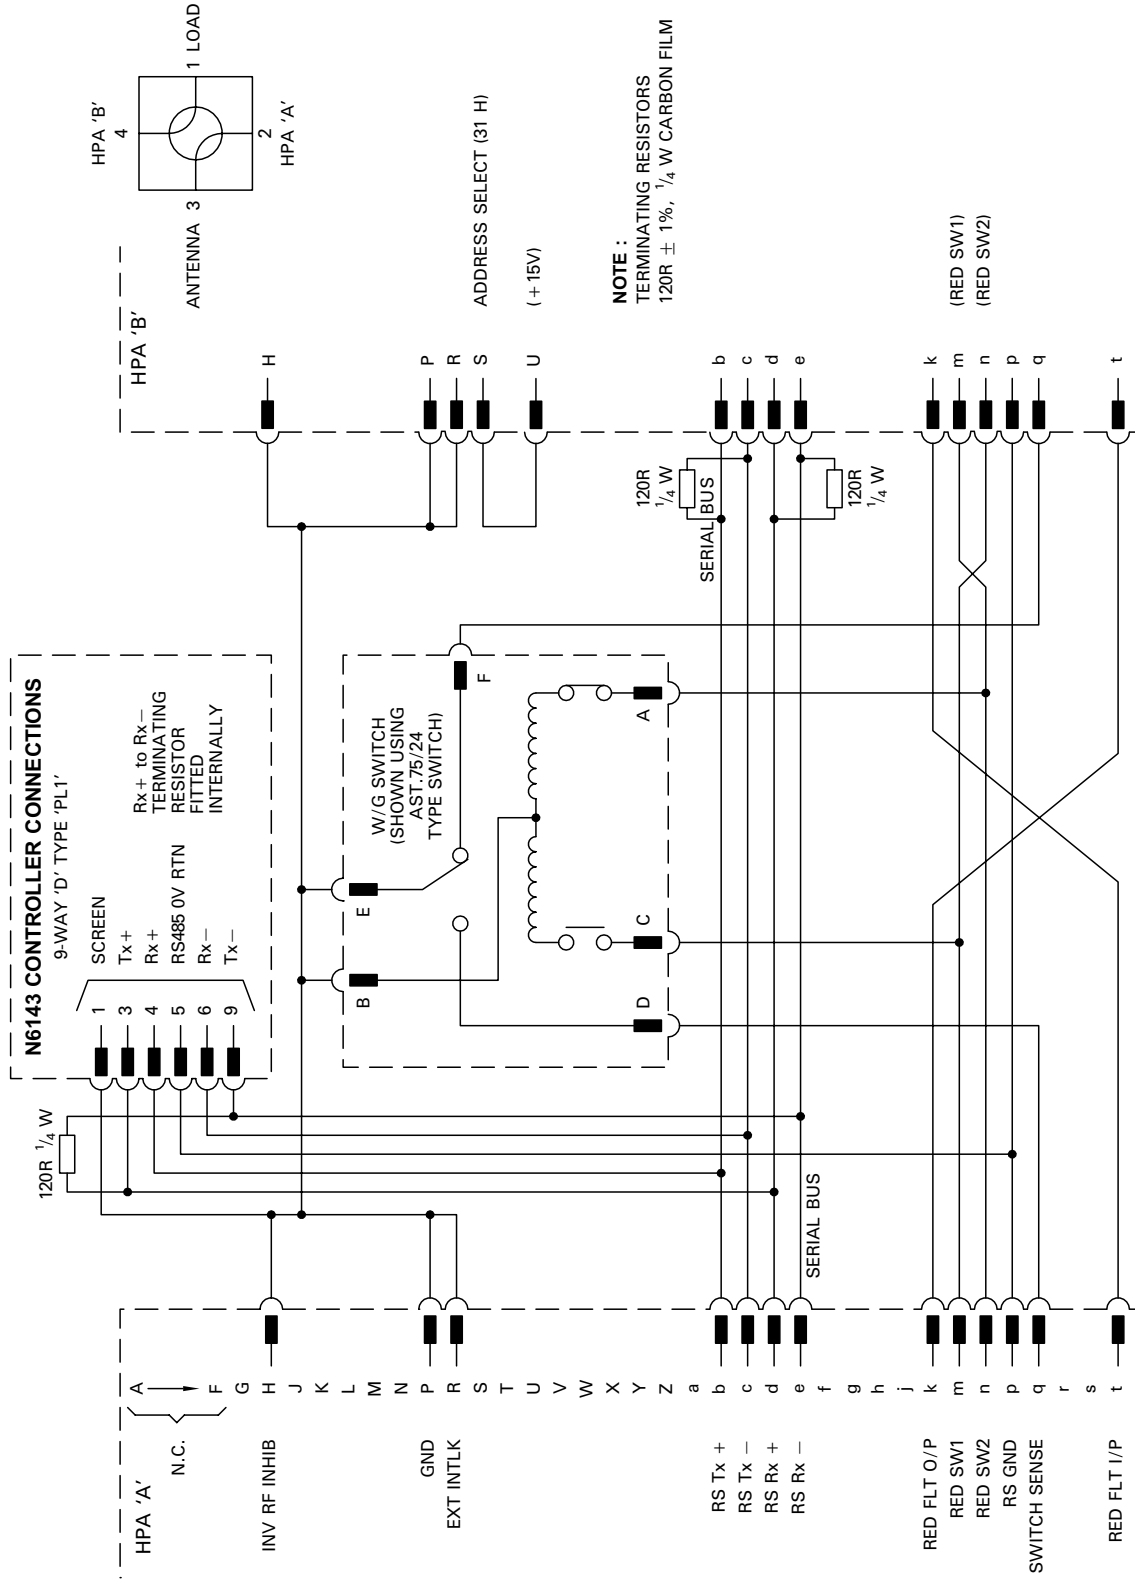 HPA 'A'
N.C.
INV RF INHIB
GND
EXT INTLK
RS Tx +
RS Tx −
RS Rx +
RS Rx −
RED FLT O/P
RED SW1
RED SW2
RS GND
SWITCH SENSE
RED FLT I/P
A
F
G
H
J
K
L
M
N
P
R
S
T
U
V
W
X
Y
Z
a
b
c
d
e
f
g
h
j
k
m
n
p
q
r
s
t
SERIAL BUS
120R 1/4 W
N6143 CONTROLLER CONNECTIONS
9-WAY 'D' TYPE 'PL1'
1 SCREEN
3 Tx+
4 Rx+
5 RS485 0V RTN
6 Rx−
9 Tx−
Rx+ to Rx−
TERMINATING
RESISTOR
FITTED
INTERNALLY
W/G SWITCH
(SHOWN USING
AST.75/24
TYPE SWITCH)
B
E
F
D
C
A
SERIAL BUS
120R
1/4 W
120R
1/4 W
HPA 'B'
H
P
R
S
U
b
c
d
e
k
m
n
p
q
t
ADDRESS SELECT (31 H)
(+15V)
NOTE :
TERMINATING RESISTORS
120R ± 1%, 1/4 W CARBON FILM
(RED SW1)
(RED SW2)
HPA 'B'
4
ANTENNA 3
1 LOAD
2
HPA 'A'